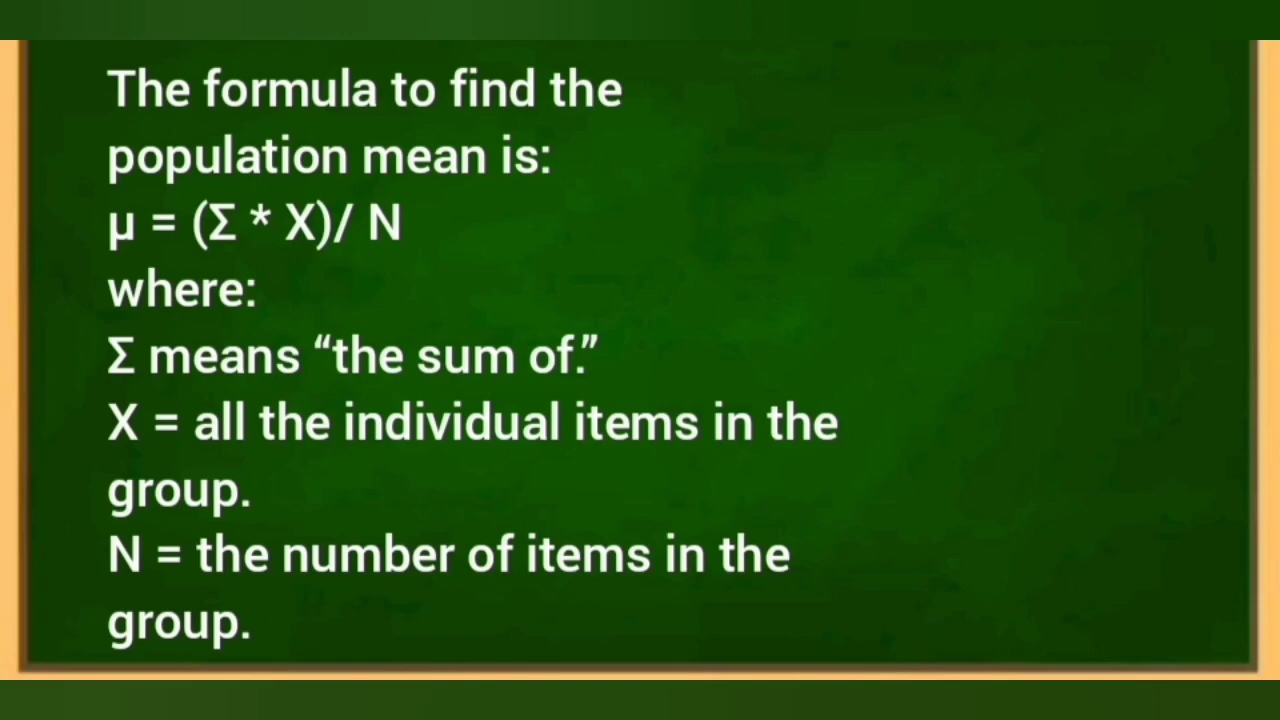 The formula to find the
population mean is:
μ = (Σ * X)/ N
where:
Σ means “the sum of.”
X = all the individual items in the
group.
N = the number of items in the
group.